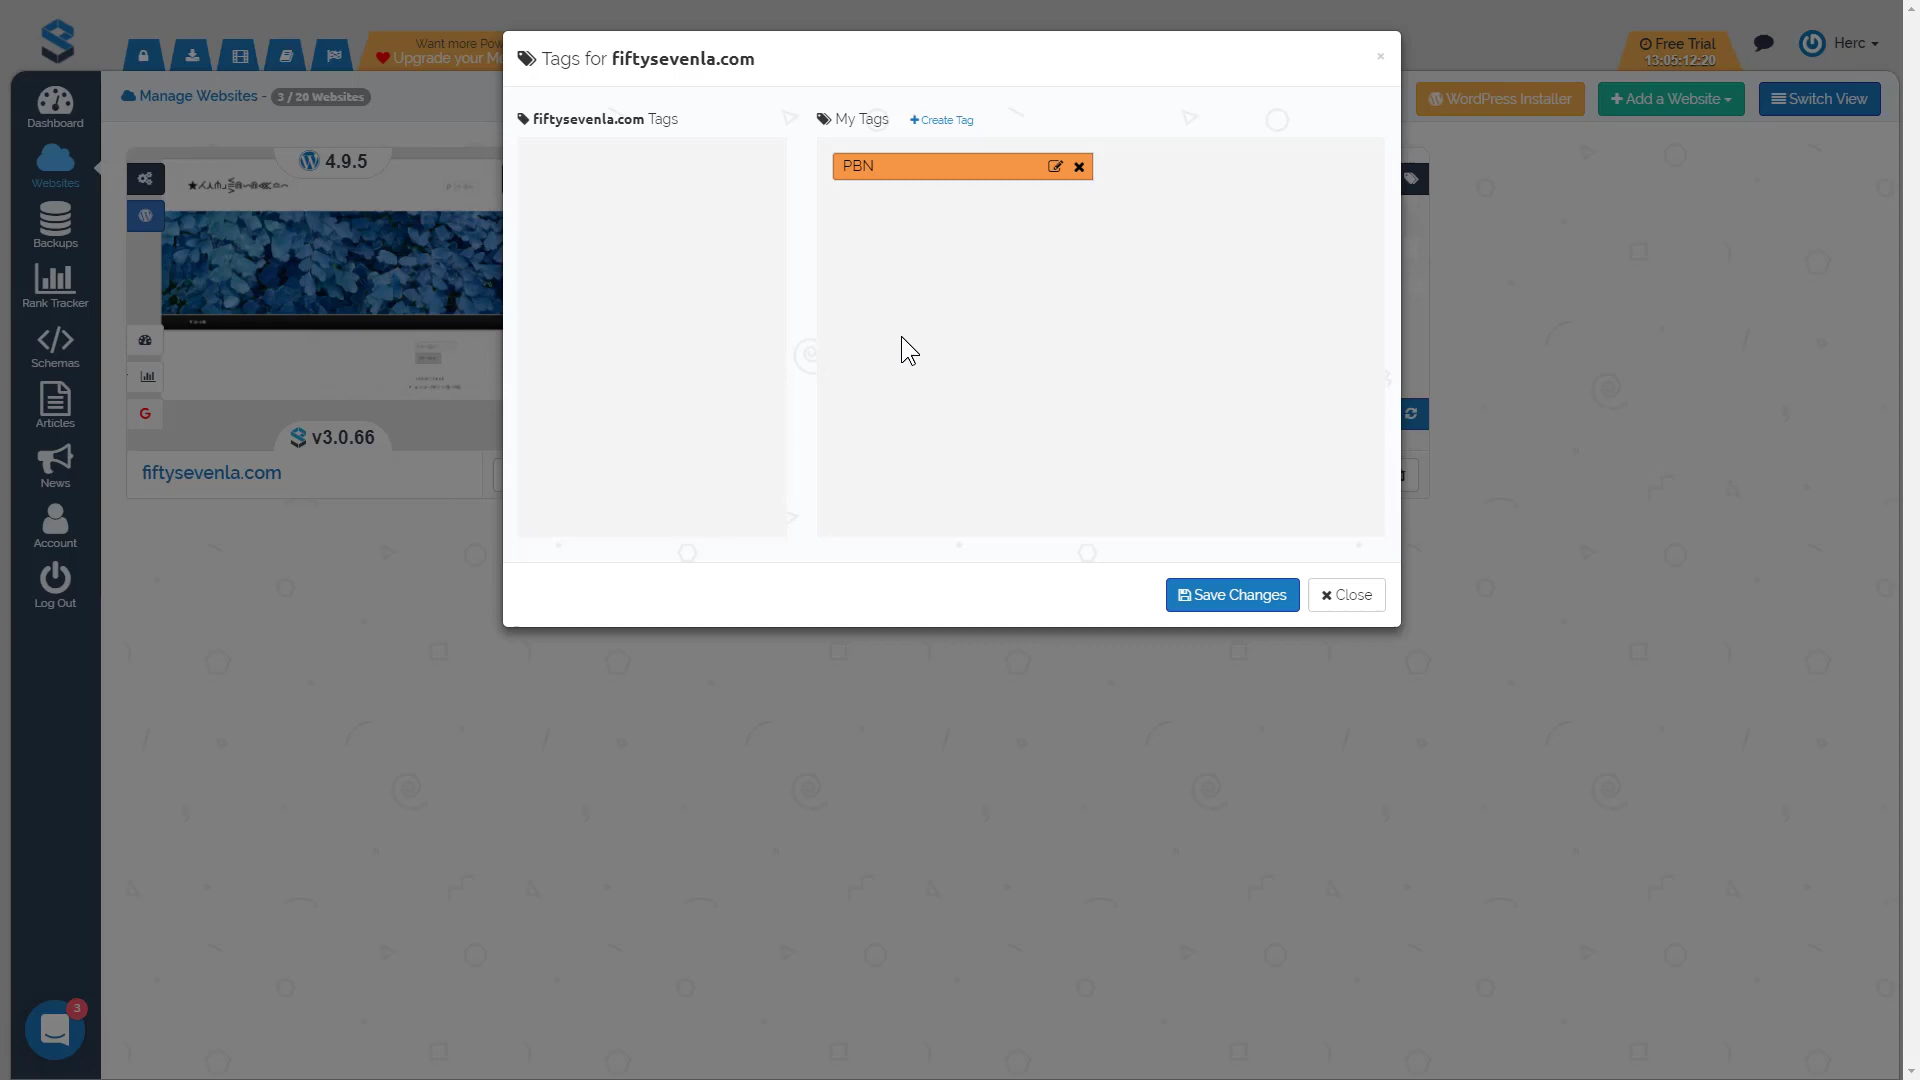 Want more Pow
Upgrade your Mu
Tags for fiftysevenla.com
×
Free Trial
13:05:12:20
Herc
Manage Websites - 3 / 20 Websites
WordPress Installer
Add a Website
Switch View
fiftysevenla.com Tags
My Tags
Create Tag
PBN
4.9.5
v3.0.66
fiftysevenla.com
Dashboard
Websites
Backups
Rank Tracker
Schemas
Articles
News
Account
Log Out
Save Changes
Close
3